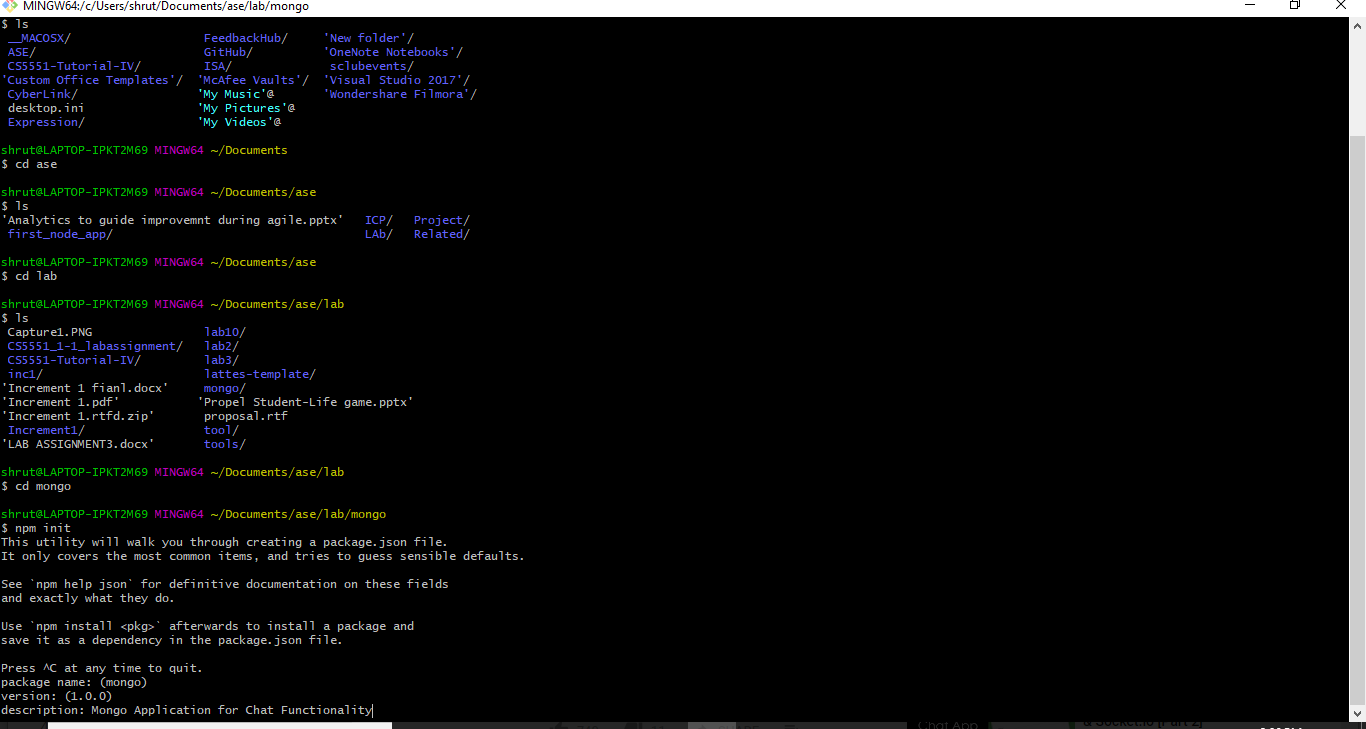 MINGW64:/c/Users/shrut/Documents/ase/lab/mongo
$ ls
__MACOSX/ FeedbackHub/ 'New folder'/
ASE/ GitHub/ 'OneNote Notebooks'/
CS5551-Tutorial-IV/ ISA/ sclubevents/
'Custom Office Templates'/ 'McAfee Vaults'/ 'Visual Studio 2017'/
CyberLink/ 'My Music'@ 'Wondershare Filmora'/
desktop.ini 'My Pictures'@
Expression/ 'My Videos'@
shrut@LAPTOP-IPKT2M69 MINGW64 ~/Documents
$ cd ase
shrut@LAPTOP-IPKT2M69 MINGW64 ~/Documents/ase
$ ls
'Analytics to guide improvemnt during agile.pptx' ICP/ Project/
first_node_app/ LAb/ Related/
shrut@LAPTOP-IPKT2M69 MINGW64 ~/Documents/ase
$ cd lab
shrut@LAPTOP-IPKT2M69 MINGW64 ~/Documents/ase/lab
$ ls
Capture1.PNG lab10/
CS5551_1-1_labassignment/ lab2/
CS5551-Tutorial-IV/ lab3/
inc1/ lattes-template/
'Increment 1 fianl.docx' mongo/
'Increment 1.pdf' 'Propel Student-Life game.pptx'
'Increment 1.rtfd.zip' proposal.rtf
Increment1/ tool/
'LAB ASSIGNMENT3.docx' tools/
shrut@LAPTOP-IPKT2M69 MINGW64 ~/Documents/ase/lab
$ cd mongo
shrut@LAPTOP-IPKT2M69 MINGW64 ~/Documents/ase/lab/mongo
$ npm init
This utility will walk you through creating a package.json file.
It only covers the most common items, and tries to guess sensible defaults.
See `npm help json` for definitive documentation on these fields
and exactly what they do.
Use `npm install <pkg>` afterwards to install a package and
save it as a dependency in the package.json file.
Press ^C at any time to quit.
package name: (mongo)
version: (1.0.0)
description: Mongo Application for Chat Functionality
Chat App